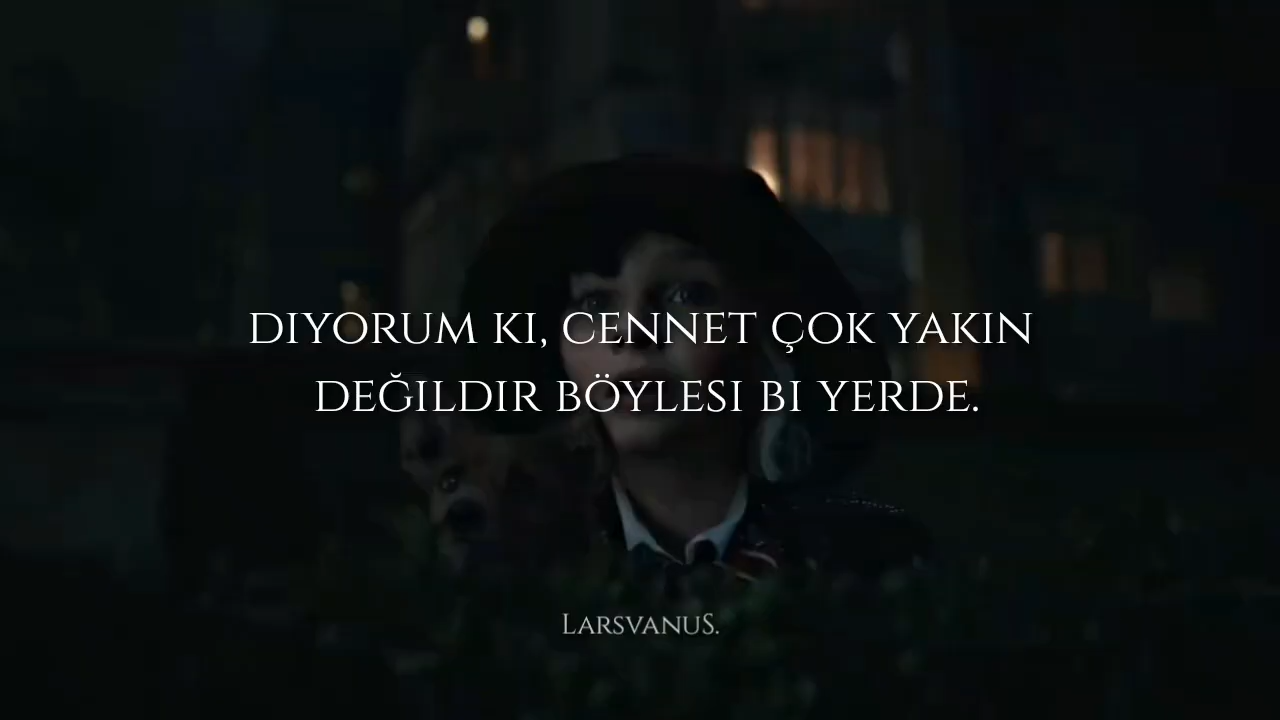 DIYORUM KI, CENNET ÇOK YAKIN
DEĞILDIR BÖYLESI BI YERDE.
LARSVANUS.